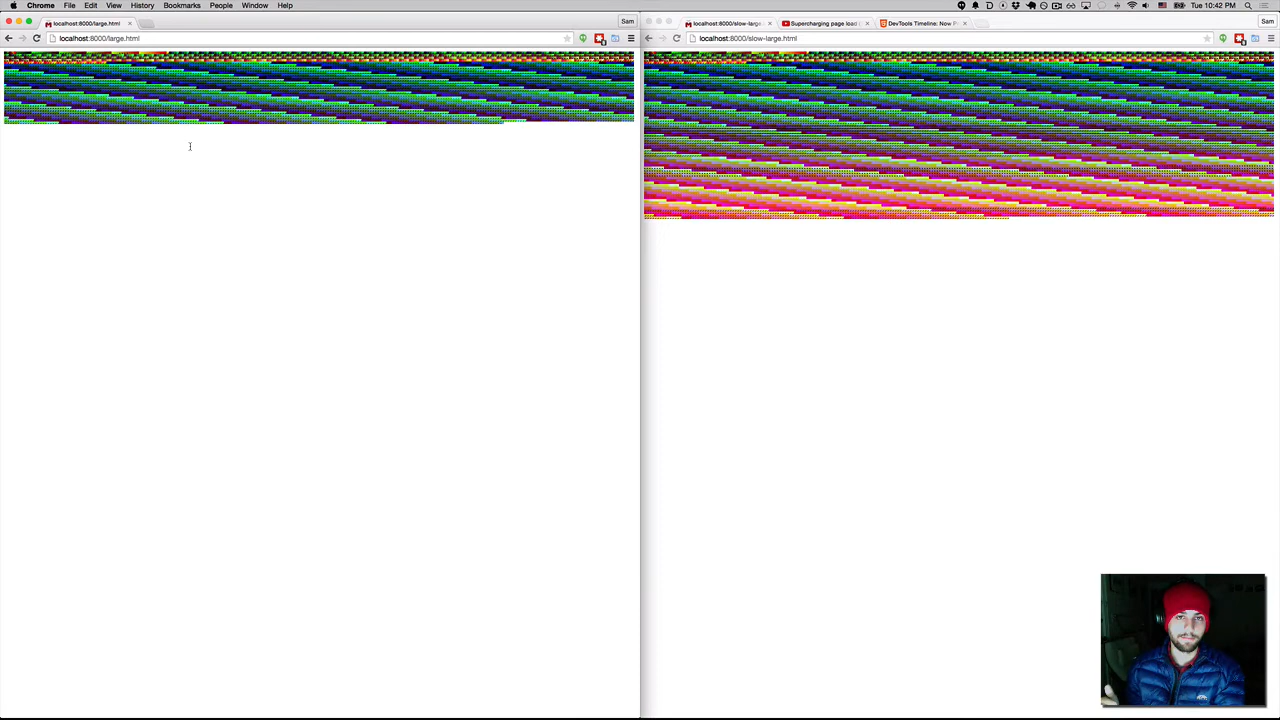 Chrome File Edit View History Bookmarks People Window Help
Tue 10:42 PM
localhost:8000/large.html
Sam
localhost:8000/large.html
localhost:8000/slow-large.
Supercharging page load
DevTools Timeline: Now P
Sam
localhost:8000/slow-large.html